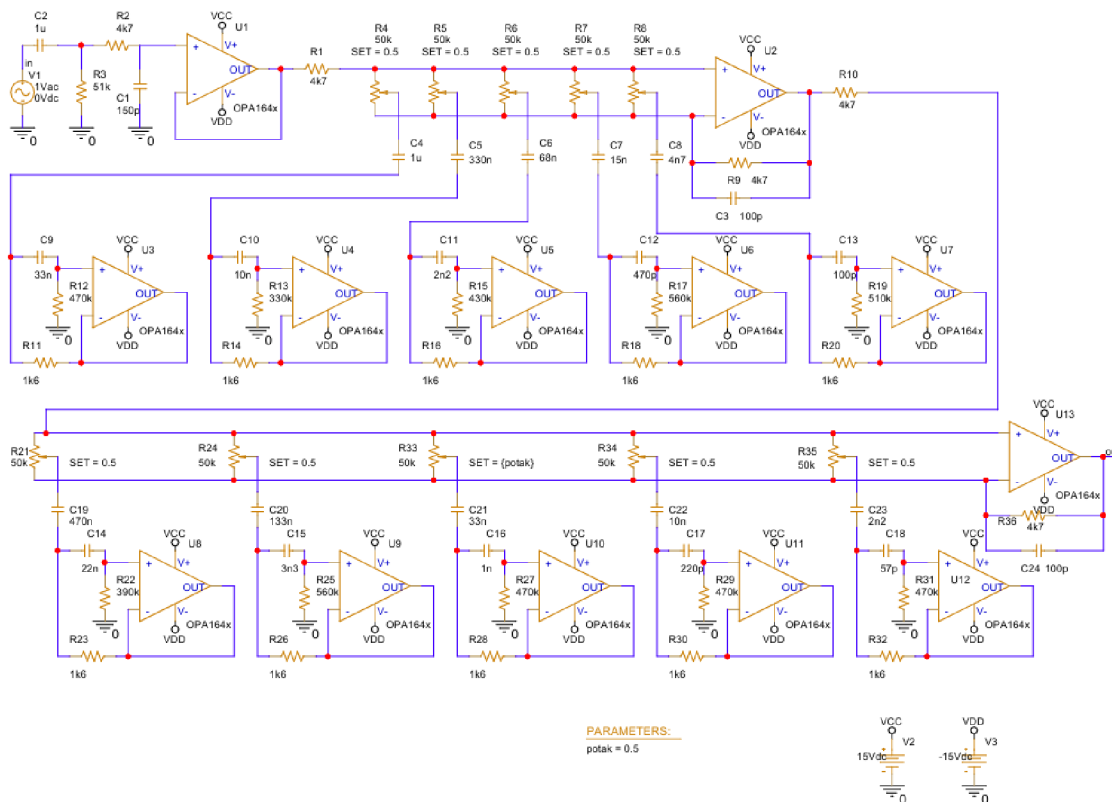 C2
1u
R2
4k7
VCC
U1
V+
+
OUT
-
V-
OPA164x
VDD
in
V1
1Vac
0Vdc
R3
51k
C1
150p
0
0
0
R1
4k7
R4
50k
SET = 0.5
R5
50k
SET = 0.5
R6
50k
SET = 0.5
R7
50k
SET = 0.5
R8
50k
SET = 0.5
VCC
U2
V+
+
OUT
-
V-
OPA164x
VDD
R10
4k7
C4
1u
C5
330n
C6
68n
C7
15n
C8
4n7
R9
4k7
C3
100p
C9
33n
R12
470k
0
VCC
U3
V+
+
OUT
-
V-
OPA164x
VDD
R11
1k6
C10
10n
R13
330k
0
VCC
U4
V+
+
OUT
-
V-
OPA164x
VDD
R14
1k6
C11
2n2
R15
430k
0
VCC
U5
V+
+
OUT
-
V-
OPA164x
VDD
R16
1k6
C12
470p
R17
560k
0
VCC
U6
V+
+
OUT
-
V-
OPA164x
VDD
R18
1k6
C13
100p
R19
510k
0
VCC
U7
V+
+
OUT
-
V-
OPA164x
VDD
R20
1k6
R21
50k
SET = 0.5
R24
50k
SET = 0.5
R33
50k
SET = {potak}
R34
50k
SET = 0.5
R35
50k
SET = 0.5
VCC
U13
V+
+
OUT
-
V-
OPA164x
VDD
R36
4k7
C24
100p
C19
470n
C14
22n
R22
390k
0
VCC
U8
V+
+
OUT
-
V-
OPA164x
VDD
R23
1k6
C20
133n
C15
3n3
R25
560k
0
VCC
U9
V+
+
OUT
-
V-
OPA164x
VDD
R26
1k6
C21
33n
C16
1n
R27
470k
0
VCC
U10
V+
+
OUT
-
V-
OPA164x
VDD
R28
1k6
C22
10n
C17
220p
R29
470k
0
VCC
U11
V+
+
OUT
-
V-
OPA164x
VDD
R30
1k6
C23
2n2
C18
57p
R31
470k
0
VCC
U12
V+
+
OUT
-
V-
OPA164x
VDD
R32
1k6
PARAMETERS:
potak = 0.5
VCC
V2
15Vdc
+
-
0
VDD
V3
-15Vdc
+
-
0